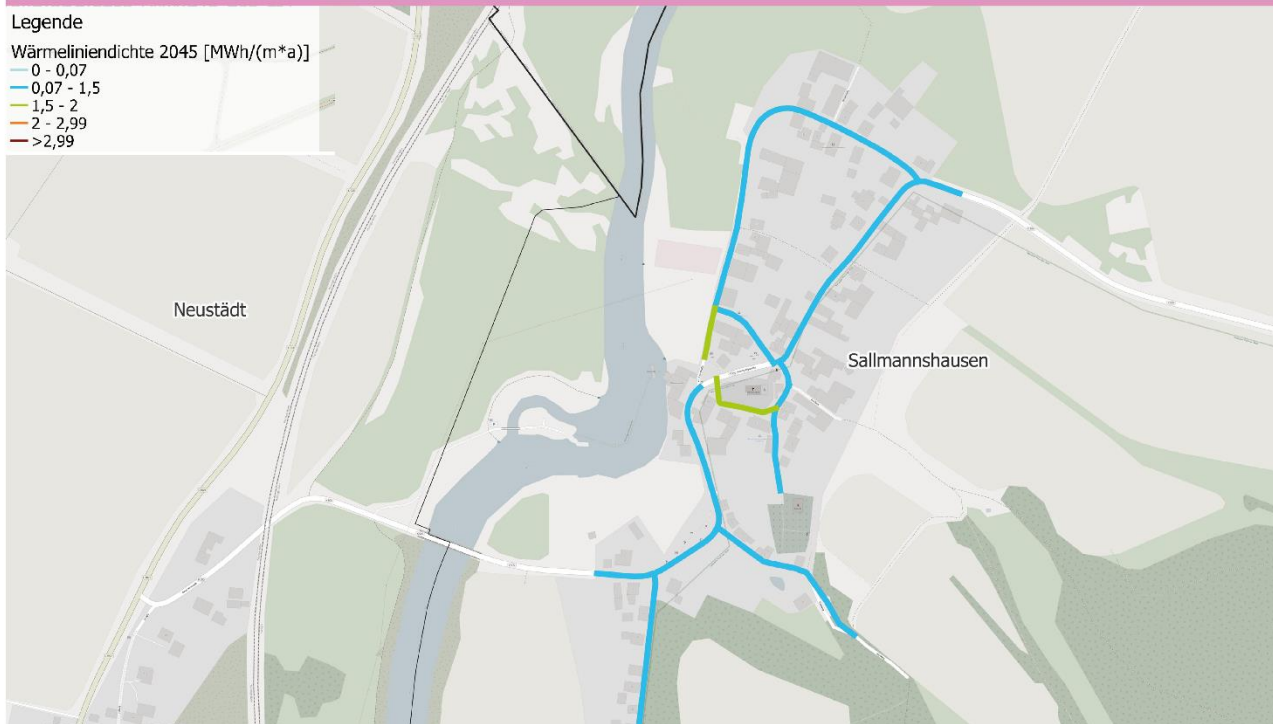 Legende
Wärmeliniendichte 2045 [MWh/(m*a)]
0 - 0,07
0,07 - 1,5
1,5 - 2
2 - 2,99
>2,99
Neustädt
Sallmannshausen